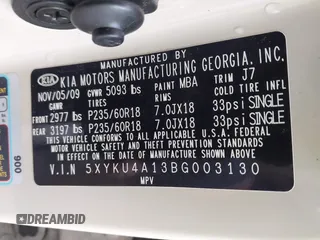 MANUFACTURED BY
KIA KIA MOTORS MANUFACTURING GEORGIA, INC.
NOV/05/09 GVWR 5093 lbs PAINT MBA TRIM J7
GAWR TIRES RIMS COLD TIRE INFL
FRONT 2977 lbs P235/60R18 7.0JX18 33psi SINGLE
REAR 3197 lbs P235/60R18 7.0JX18 33psi SINGLE
THIS VEHICLE CONFORMS TO ALL APPLICABLE U.S.A. FEDERAL
MOTOR VEHICLE SAFETY BUMPER, AND THEFT PREVENTION
STANDARDS IN EFFECT ON THE DATE OF MANUFACTURE SHOWN ABOVE.
V.I.N 5XYKU4A13BG003130
MPV
006
DREAMBID